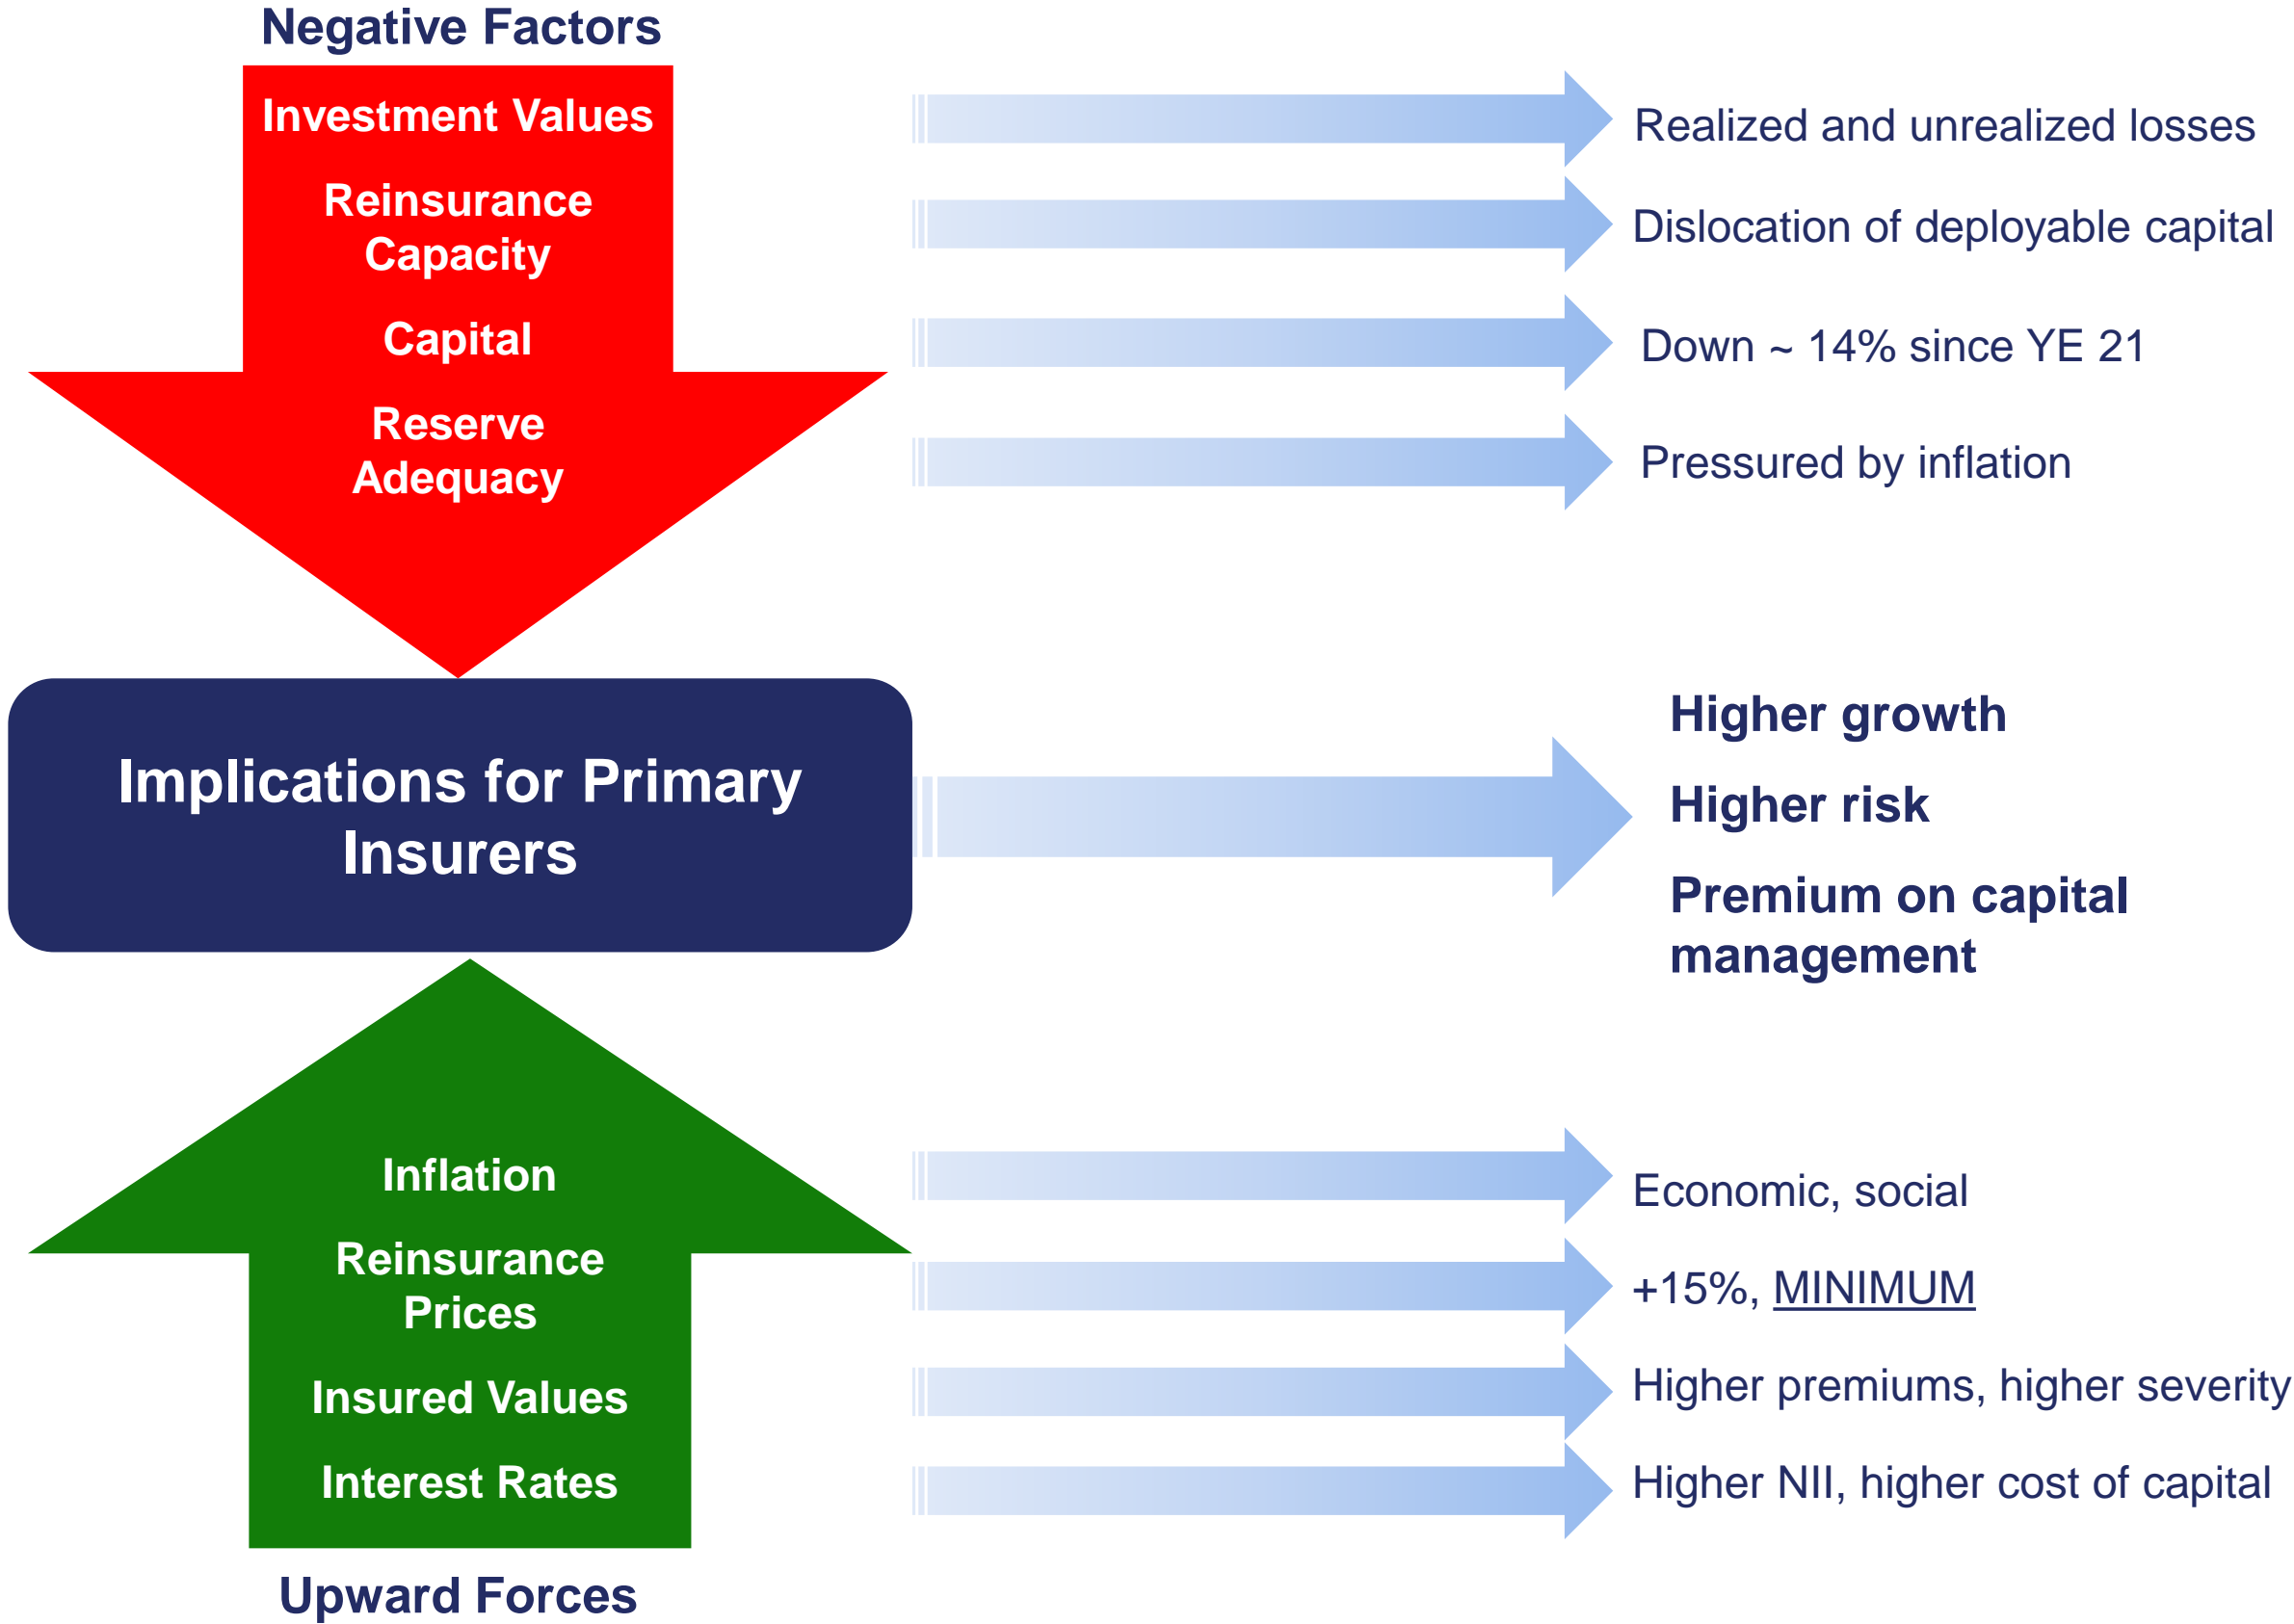 Negative Factors
Investment Values
Realized and unrealized losses
Reinsurance
Capacity
Dislocation of deployable capital
Capital
Down ~ 14% since YE 21
Reserve
Adequacy
Pressured by inflation
Implications for Primary
Insurers
Higher growth
Higher risk
Premium on capital
management
Inflation
Economic, social
Reinsurance
Prices
+15%, MINIMUM
Insured Values
Higher premiums, higher severity
Interest Rates
Higher NII, higher cost of capital
Upward Forces